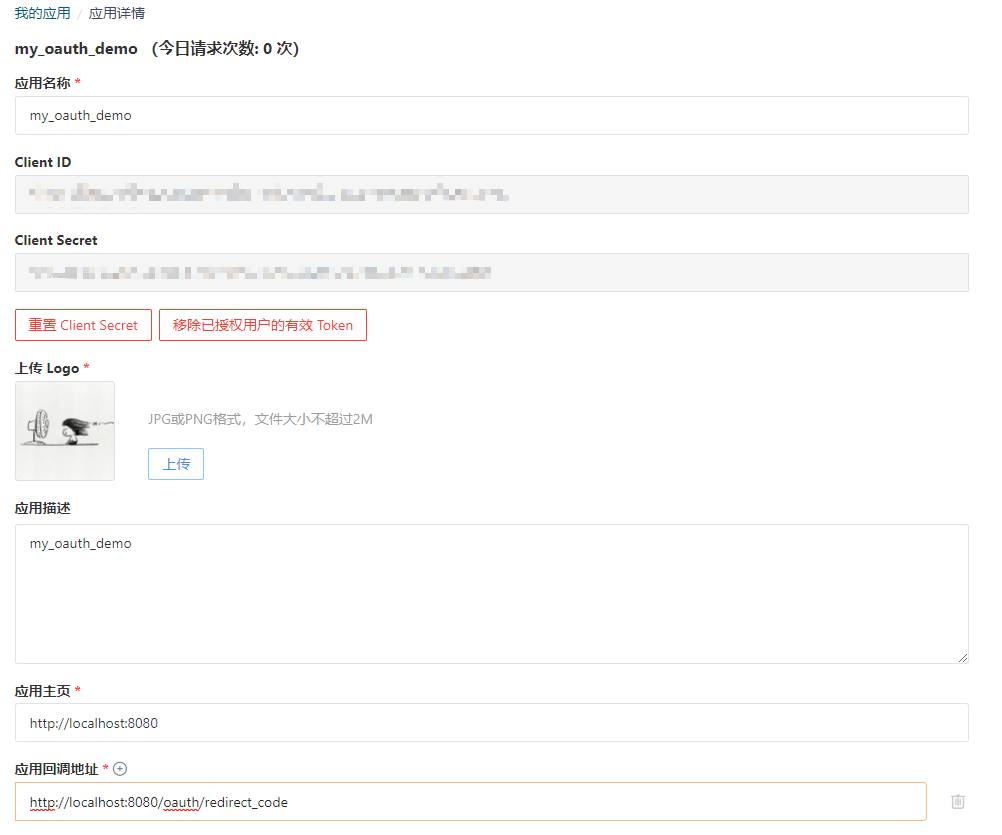 我的应用 / 应用详情
my_oauth_demo (今日请求次数: 0 次)
应用名称 *
my_oauth_demo
Client ID
Client Secret
重置 Client Secret 移除已授权用户的有效 Token
上传 Logo *
JPG或PNG格式，文件大小不超过2M
上传
应用描述
my_oauth_demo
应用主页 *
http://localhost:8080
应用回调地址 *
http://localhost:8080/oauth/redirect_code